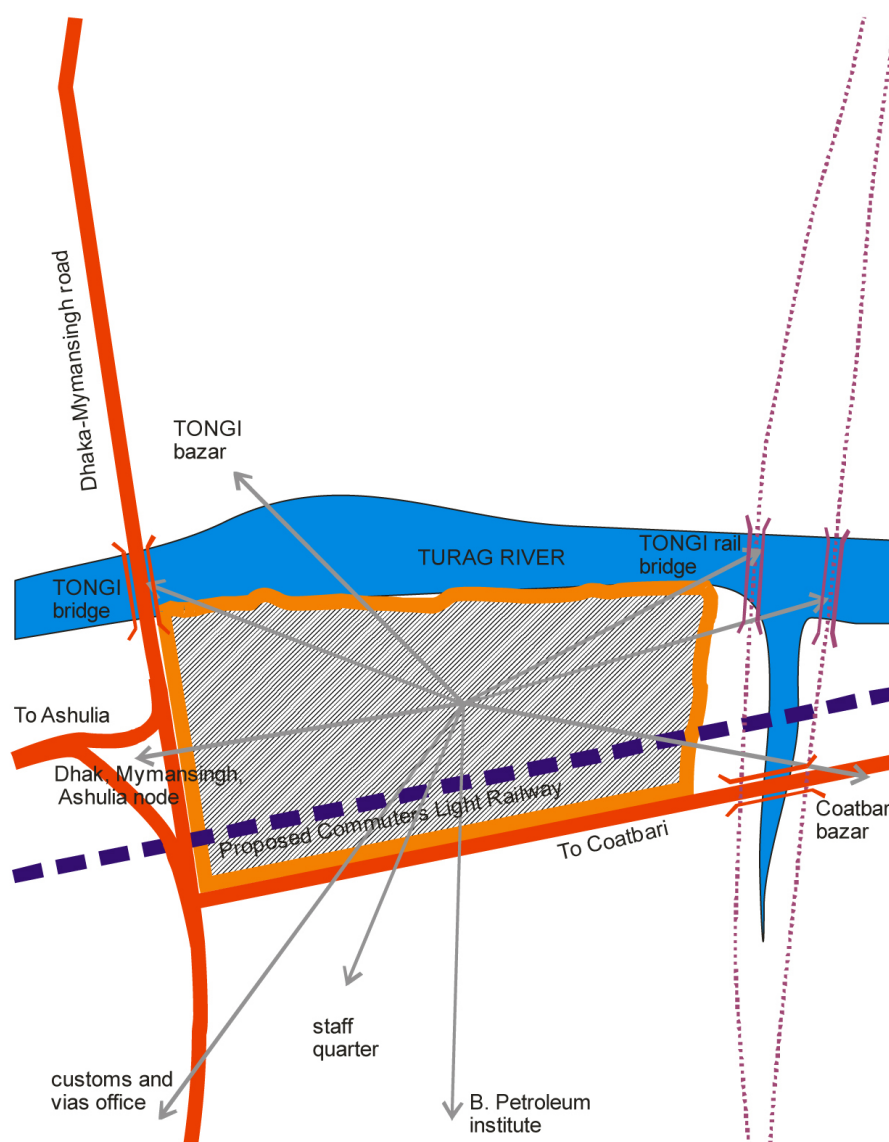 Dhaka-Mymansingh road
TONGI
bazar
TURAG RIVER
TONGI rail
bridge
TONGI
bridge
To Ashulia
Dhak, Mymansingh,
Ashulia node
Proposed Commuters Light Railway
To Coatbari
Coatbari
bazar
staff
quarter
customs and
vias office
B. Petroleum
institute